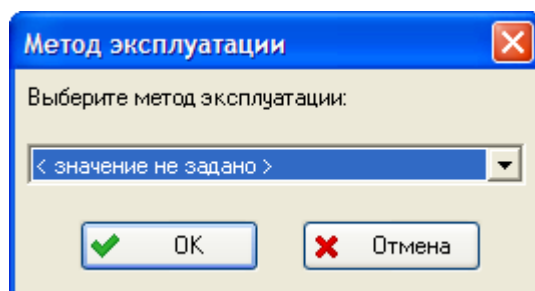 Метод эксплуатации
Выберите метод эксплуатации:
< значение не задано >
OK
Отмена